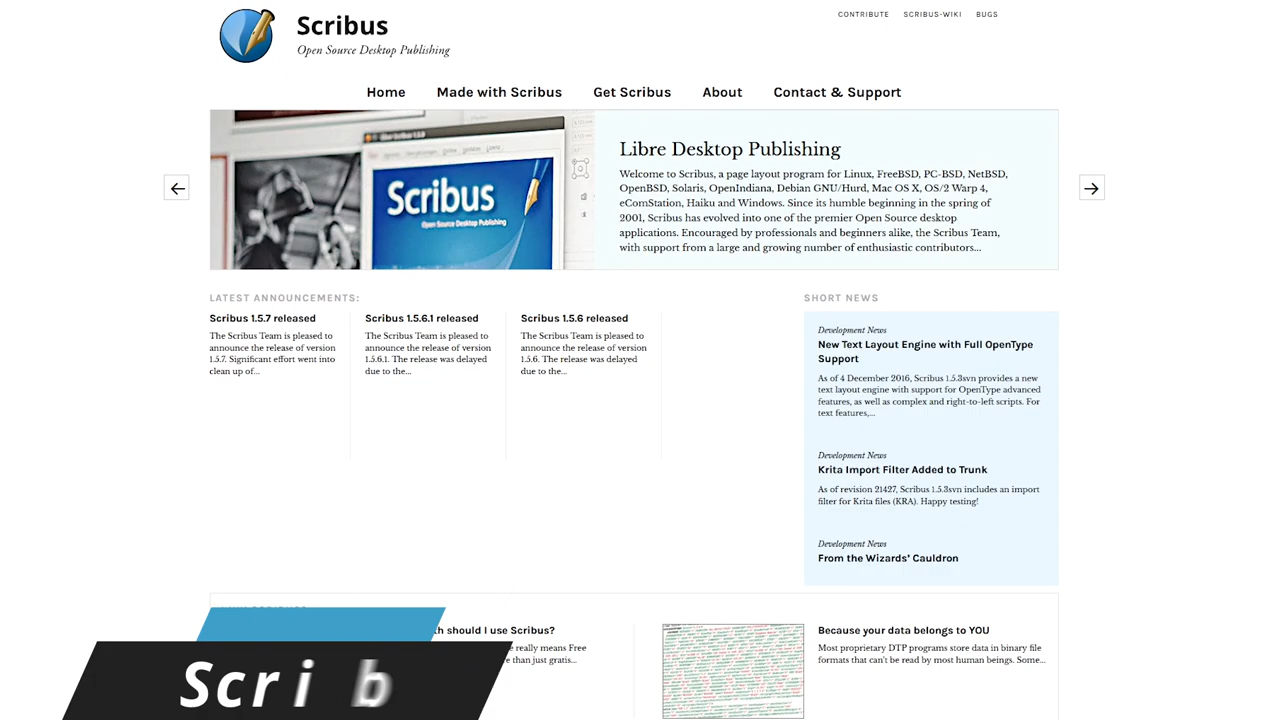 Scribus
Open Source Desktop Publishing
CONTRIBUTE SCRIBUS-WIKI BUGS
Home Made with Scribus Get Scribus About Contact & Support
Scribus
Open Source Desktop Publishing
Libre Desktop Publishing
Welcome to Scribus, a page layout program for Linux, FreeBSD, PC-BSD, NetBSD,
OpenBSD, Solaris, OpenIndiana, Debian GNU/Hurd, Mac OS X, OS/2 Warp 4,
eComStation, Haiku and Windows. Since its humble beginning in the spring of
2001, Scribus has evolved into one of the premier Open Source desktop
applications. Encouraged by professionals and beginners alike, the Scribus Team,
with support from a large and growing number of enthusiastic contributors...
LATEST ANNOUNCEMENTS:
Scribus 1.5.7 released
The Scribus Team is pleased to
announce the release of version
1.5.7. Significant effort went into
clean up of...
Scribus 1.5.6.1 released
The Scribus Team is pleased to
announce the release of version
1.5.6.1. The release was delayed
due to the...
Scribus 1.5.6 released
The Scribus Team is pleased to
announce the release of version
1.5.6. The release was delayed
due to the...
SHORT NEWS
Development News
New Text Layout Engine with Full OpenType
Support
As of 4 December 2016, Scribus 1.5.3svn provides a new
text layout engine with support for OpenType advanced
features, as well as complex and right-to-left scripts. For
text features,...
Development News
Krita Import Filter Added to Trunk
As of revision 21427, Scribus 1.5.3svn includes an import
filter for Krita files (KRA). Happy testing!
Development News
From the Wizards' Cauldron
should I use Scribus?
really means Free
than just gratis...
Because your data belongs to YOU
Most proprietary DTP programs store data in binary file
formats that can't be read by most human beings. Some...
Scrib